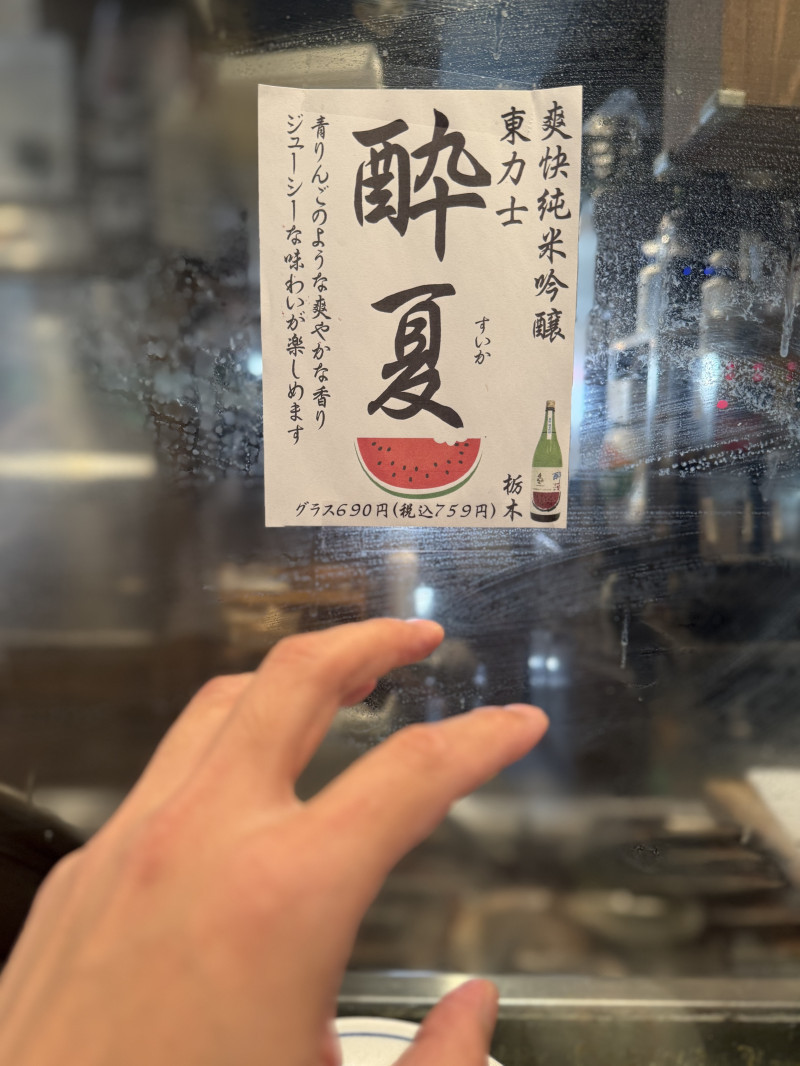 爽快純米吟醸
東力士
酔夏
すいか
青りんごのような爽やかな香り
ジューシーな味わいが楽しめます
栃木
グラス690円(税込759円)